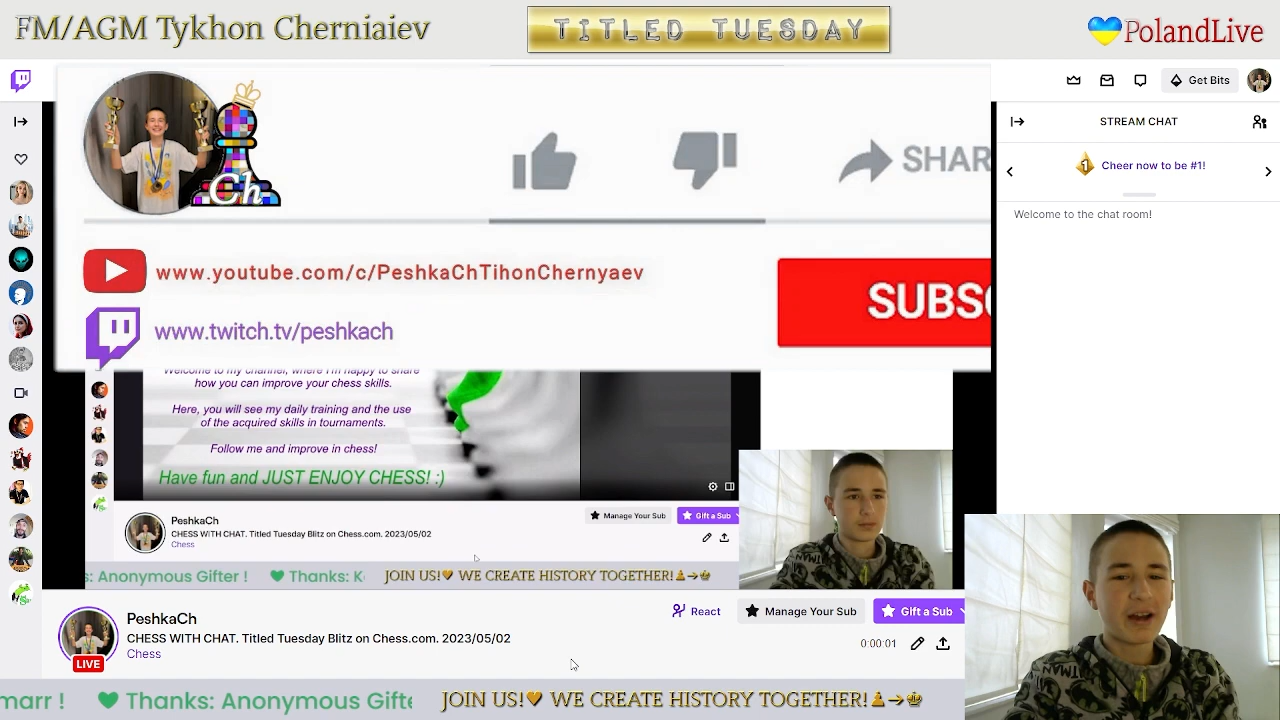 FM/AGM Tykhon Cherniaiev
TITLED TUESDAY
PolandLive
Get Bits
STREAM CHAT
Cheer now to be #1!
Welcome to the chat room!
Ch
SHAR
www.youtube.com/c/PeshkaChTihonChernyaev
SUBSC
www.twitch.tv/peshkach
Welcome to my channel, where I'm happy to share
how you can improve your chess skills.
Here, you will see my daily training and the use
of the acquired skills in tournaments.
Follow me and improve in chess!
Have fun and JUST ENJOY CHESS! :)
PeshkaCh
Manage Your Sub
Gift a Sub
CHESS WITH CHAT. Titled Tuesday Blitz on Chess.com. 2023/05/02
Chess
s: Anonymous Gifter !
Thanks: K
JOIN US! WE CREATE HISTORY TOGETHER!
PeshkaCh
React
Manage Your Sub
Gift a Sub
CHESS WITH CHAT. Titled Tuesday Blitz on Chess.com. 2023/05/02
0:00:01
Chess
LIVE
marr !
Thanks: Anonymous Gifte
JOIN US! WE CREATE HISTORY TOGETHER!